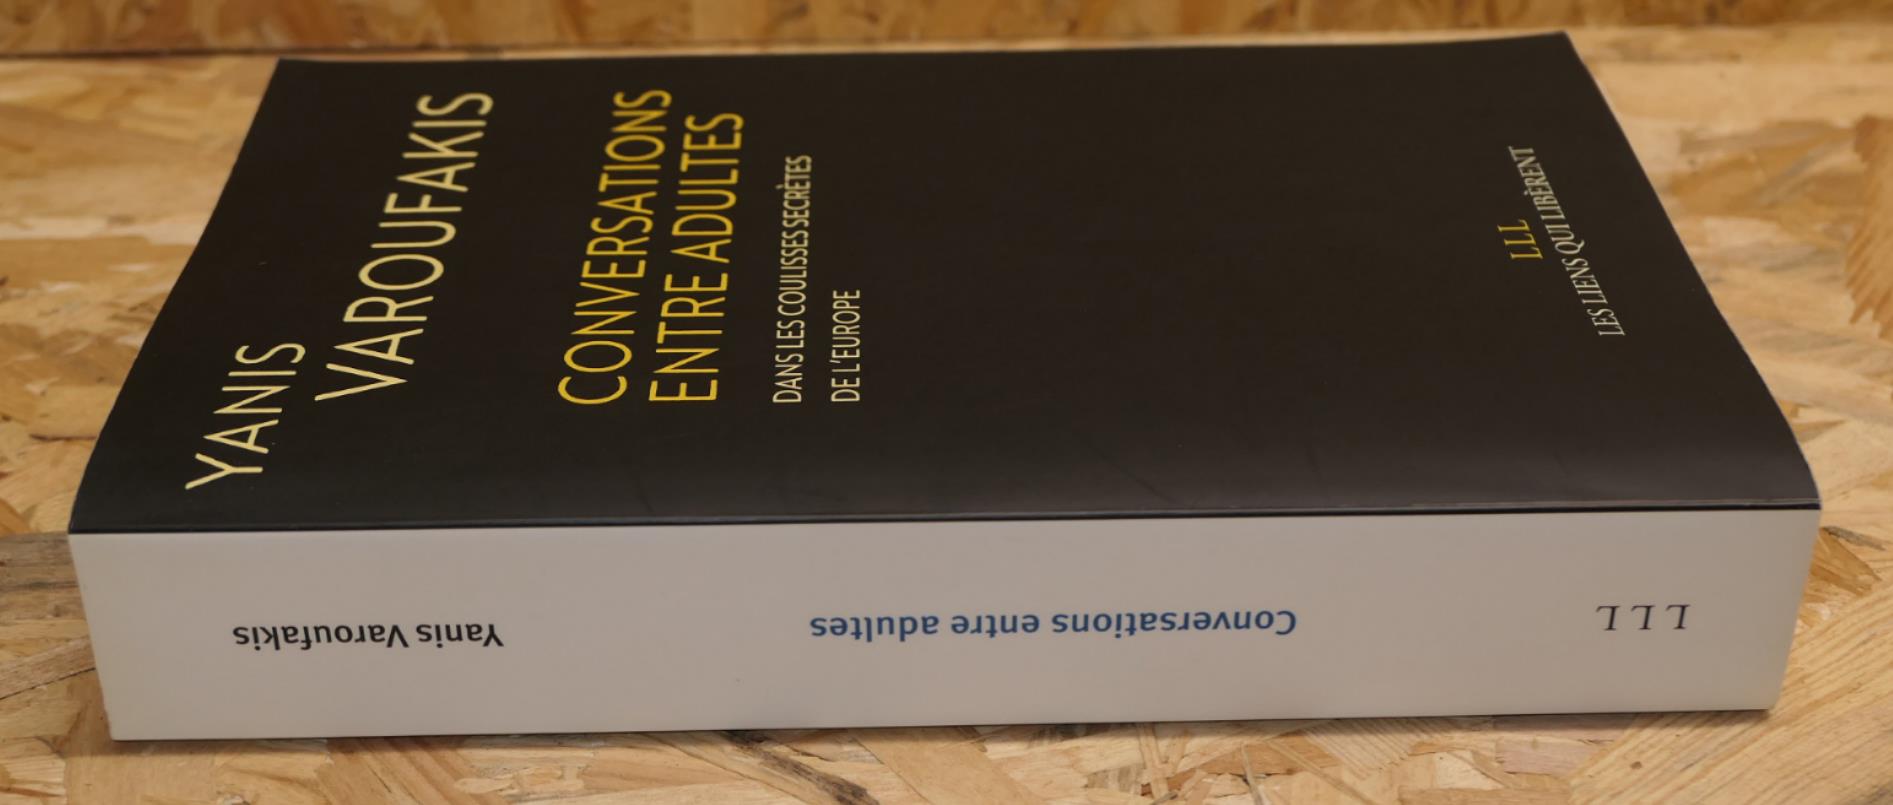 YANIS
VAROUFAKIS
CONVERSATIONS
ENTRE ADULTES
DANS LES COULISSES SECRÈTES
DE L'EUROPE
LLL
LES LIENS QUI LIBÈRENT
Yanis Varoufakis
Conversations entre adultes
LLL